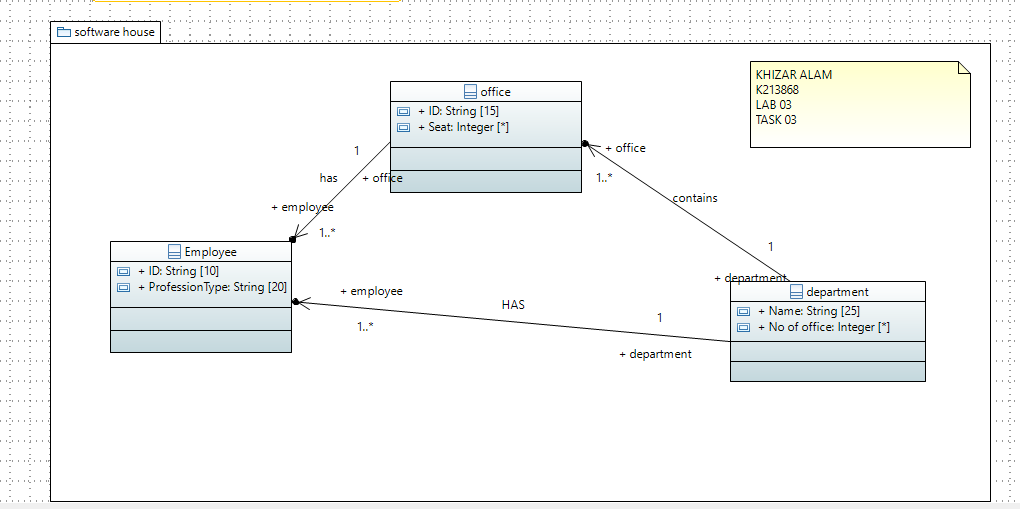 software house
KHIZAR ALAM
K213868
LAB 03
TASK 03
office
+ ID: String [15]
+ Seat: Integer [*]
1
has
+ office
+ employee
1..*
+ office
1..*
contains
1
+ department
Employee
+ ID: String [10]
+ ProfessionType: String [20]
+ employee
1..*
HAS
1
+ department
department
+ Name: String [25]
+ No of office: Integer [*]